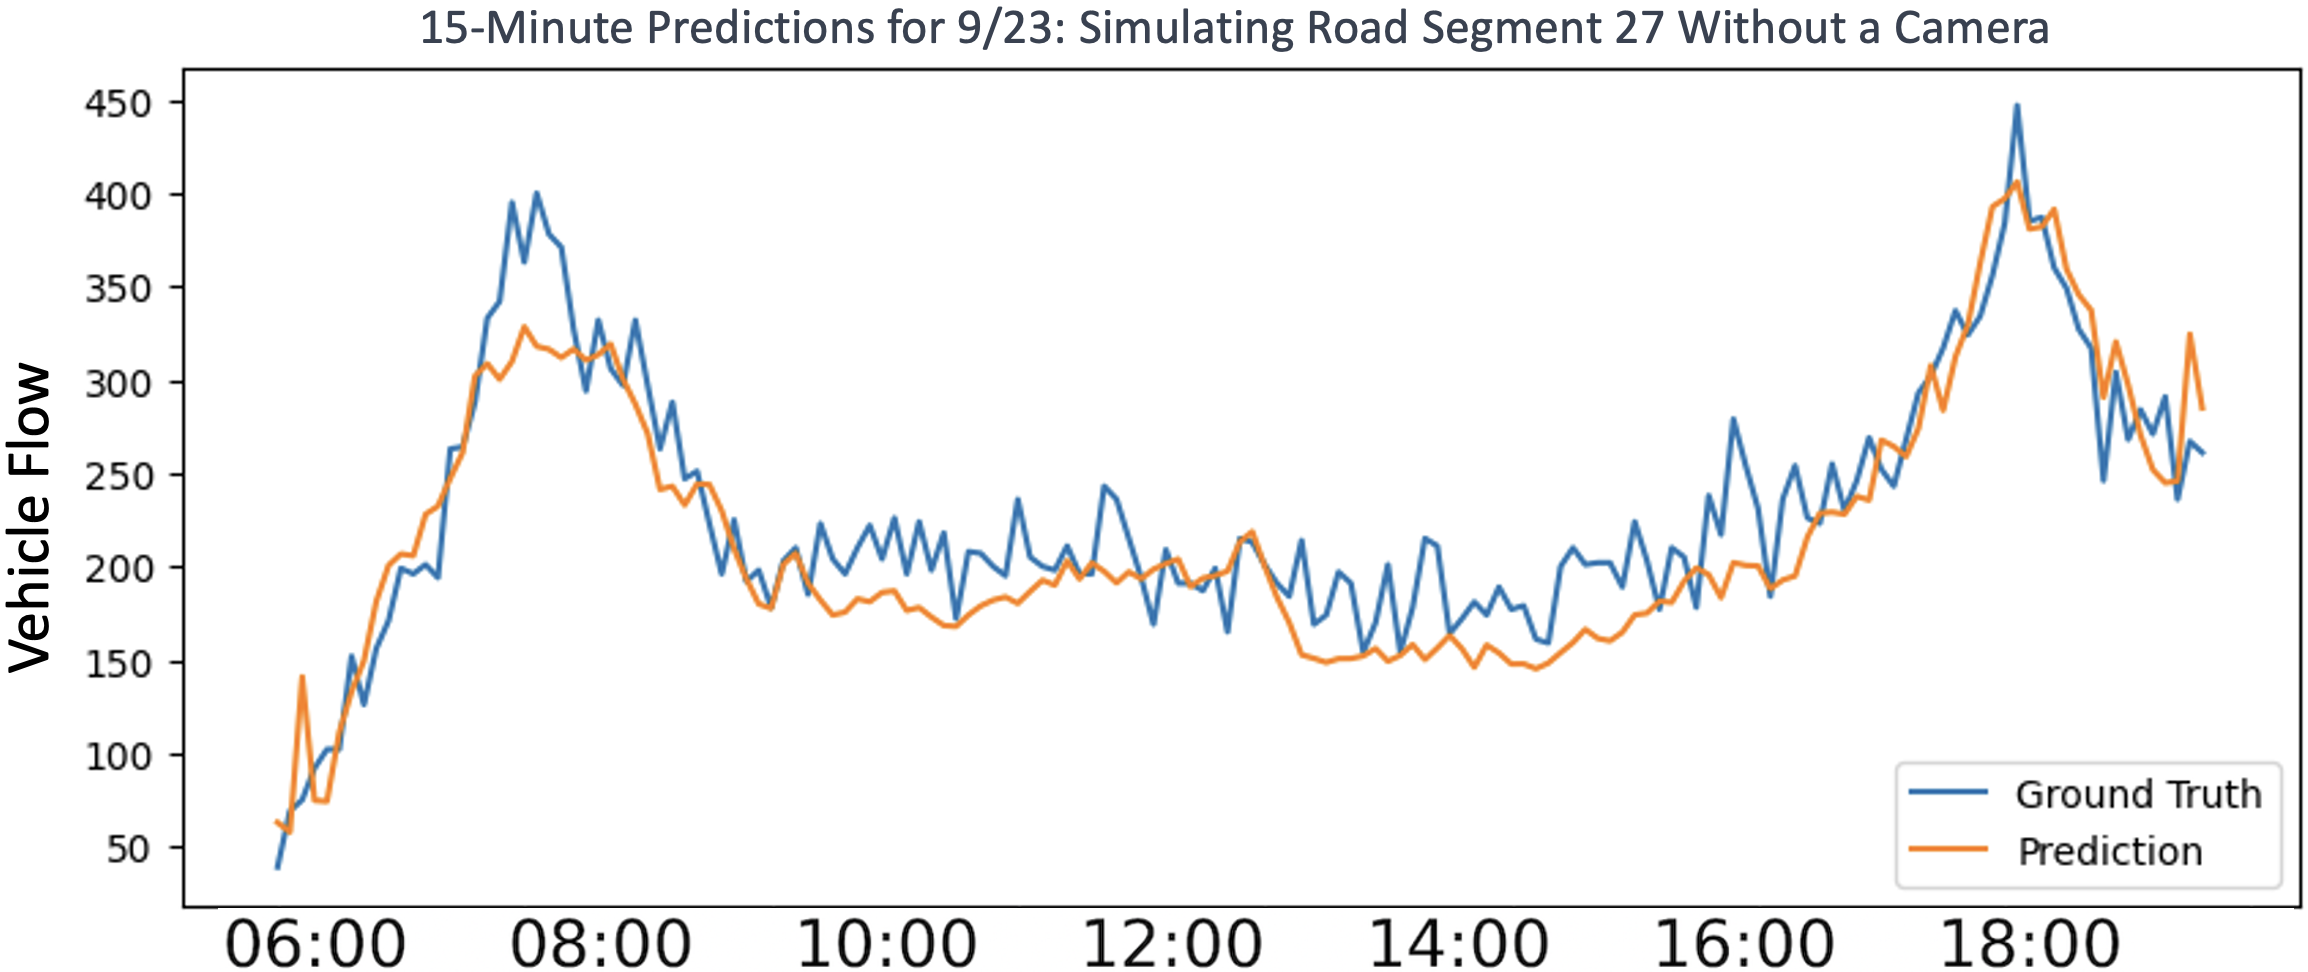 15-Minute Predictions for 9/23: Simulating Road Segment 27 Without a Camera
Vehicle Flow
450
400
350
300
250
200
150
100
50
06:00 08:00 10:00 12:00 14:00 16:00 18:00
Ground Truth
Prediction